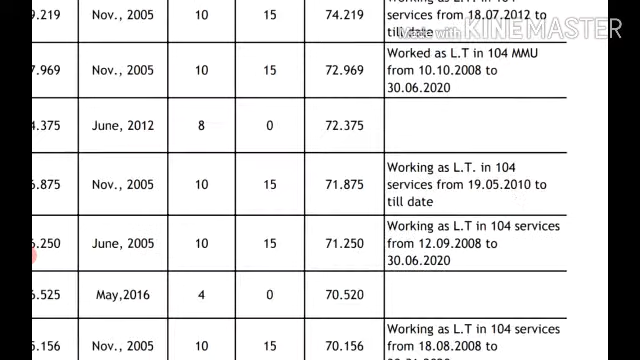 Working as L.T in 104
9.219 Nov., 2005 10 15 74.219 services from 18.07.2012 to
till date
Made with KINEMASTER
Worked as L.T in 104 MMU
7.969 Nov., 2005 10 15 72.969 from 10.10.2008 to
30.06.2020
4.375 June, 2012 8 0 72.375
Working as L.T. in 104
6.875 Nov., 2005 10 15 71.875 services from 19.05.2010 to
till date
Working as L.T in 104 services
6.250 June, 2005 10 15 71.250 from 12.09.2008 to
30.06.2020
6.525 May,2016 4 0 70.520
Working as L.T in 104 services
5.156 Nov., 2005 10 15 70.156 from 18.08.2008 to